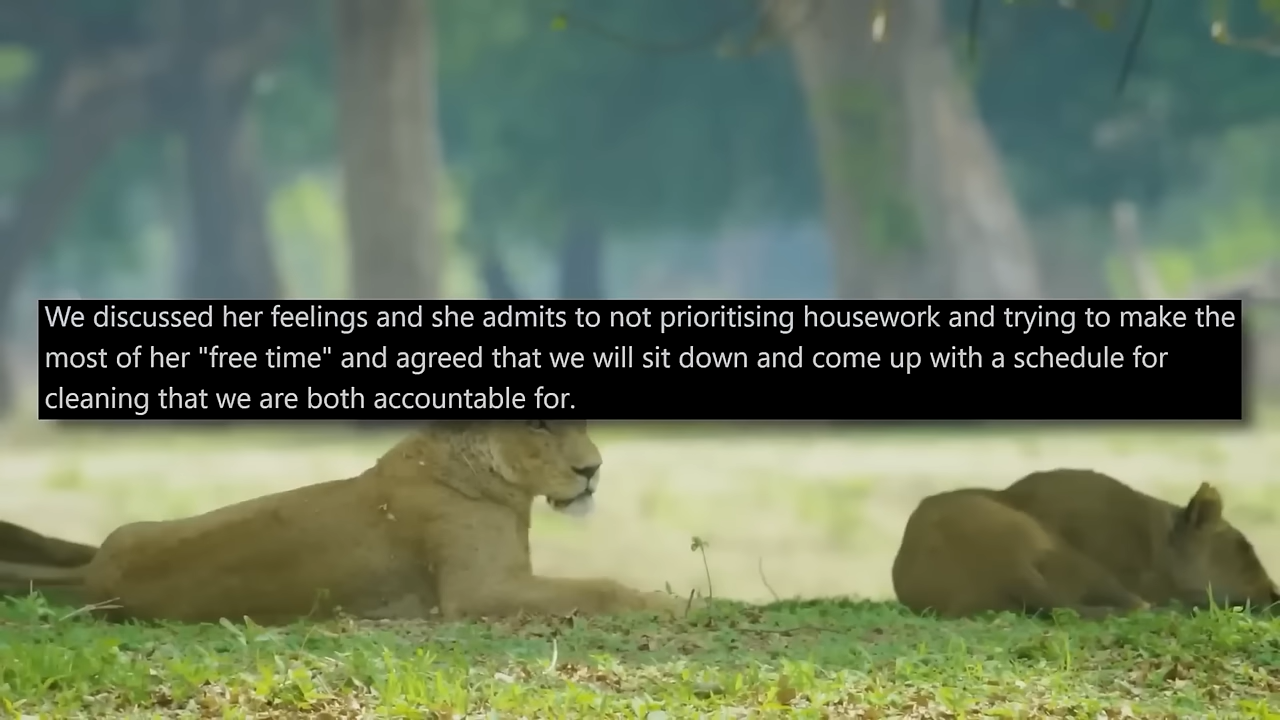 We discussed her feelings and she admits to not prioritising housework and trying to make the
most of her "free time" and agreed that we will sit down and come up with a schedule for
cleaning that we are both accountable for.